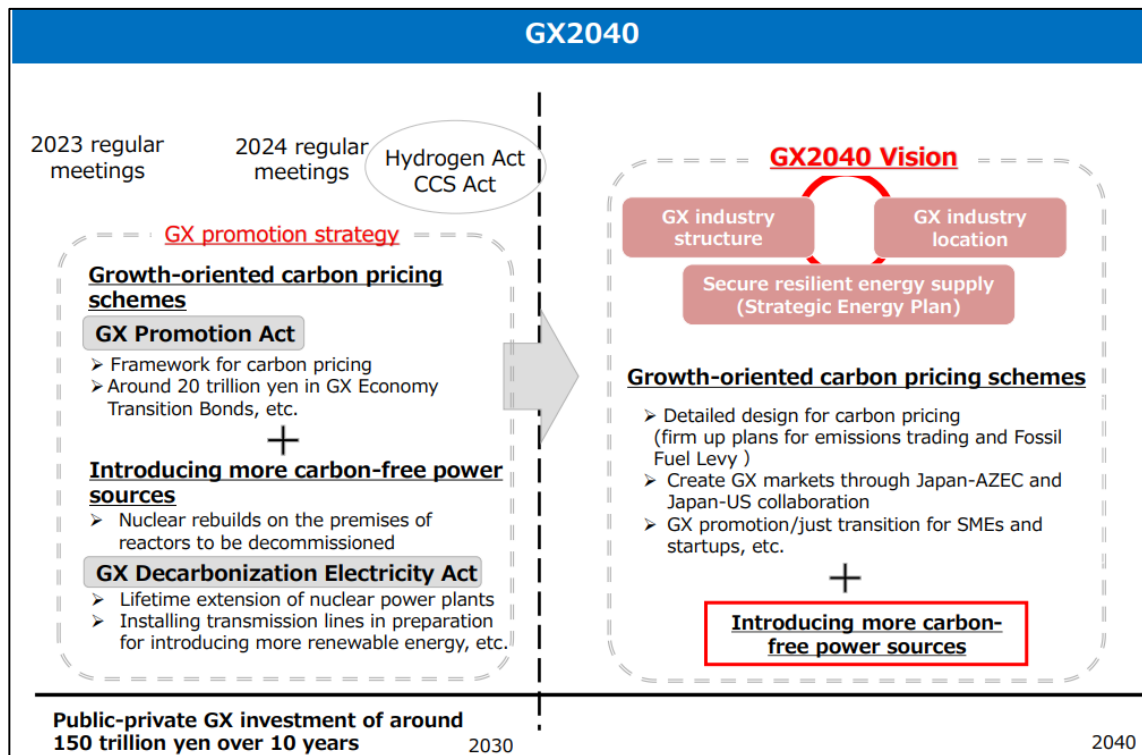 GX2040
2023 regular
meetings
2024 regular
meetings
Hydrogen Act
CCS Act
GX promotion strategy
Growth-oriented carbon pricing
schemes
GX Promotion Act
➢ Framework for carbon pricing
➢ Around 20 trillion yen in GX Economy
Transition Bonds, etc.
+
Introducing more carbon-free power
sources
➢ Nuclear rebuilds on the premises of
reactors to be decommissioned
GX Decarbonization Electricity Act
➢ Lifetime extension of nuclear power plants
➢ Installing transmission lines in preparation
for introducing more renewable energy, etc.
GX2040 Vision
GX industry
structure
GX industry
location
Secure resilient energy supply
(Strategic Energy Plan)
Growth-oriented carbon pricing schemes
➢ Detailed design for carbon pricing
(firm up plans for emissions trading and Fossil
Fuel Levy )
➢ Create GX markets through Japan-AZEC and
Japan-US collaboration
➢ GX promotion/just transition for SMEs and
startups, etc.
+
Introducing more carbon-
free power sources
Public-private GX investment of around
150 trillion yen over 10 years
2030
2040